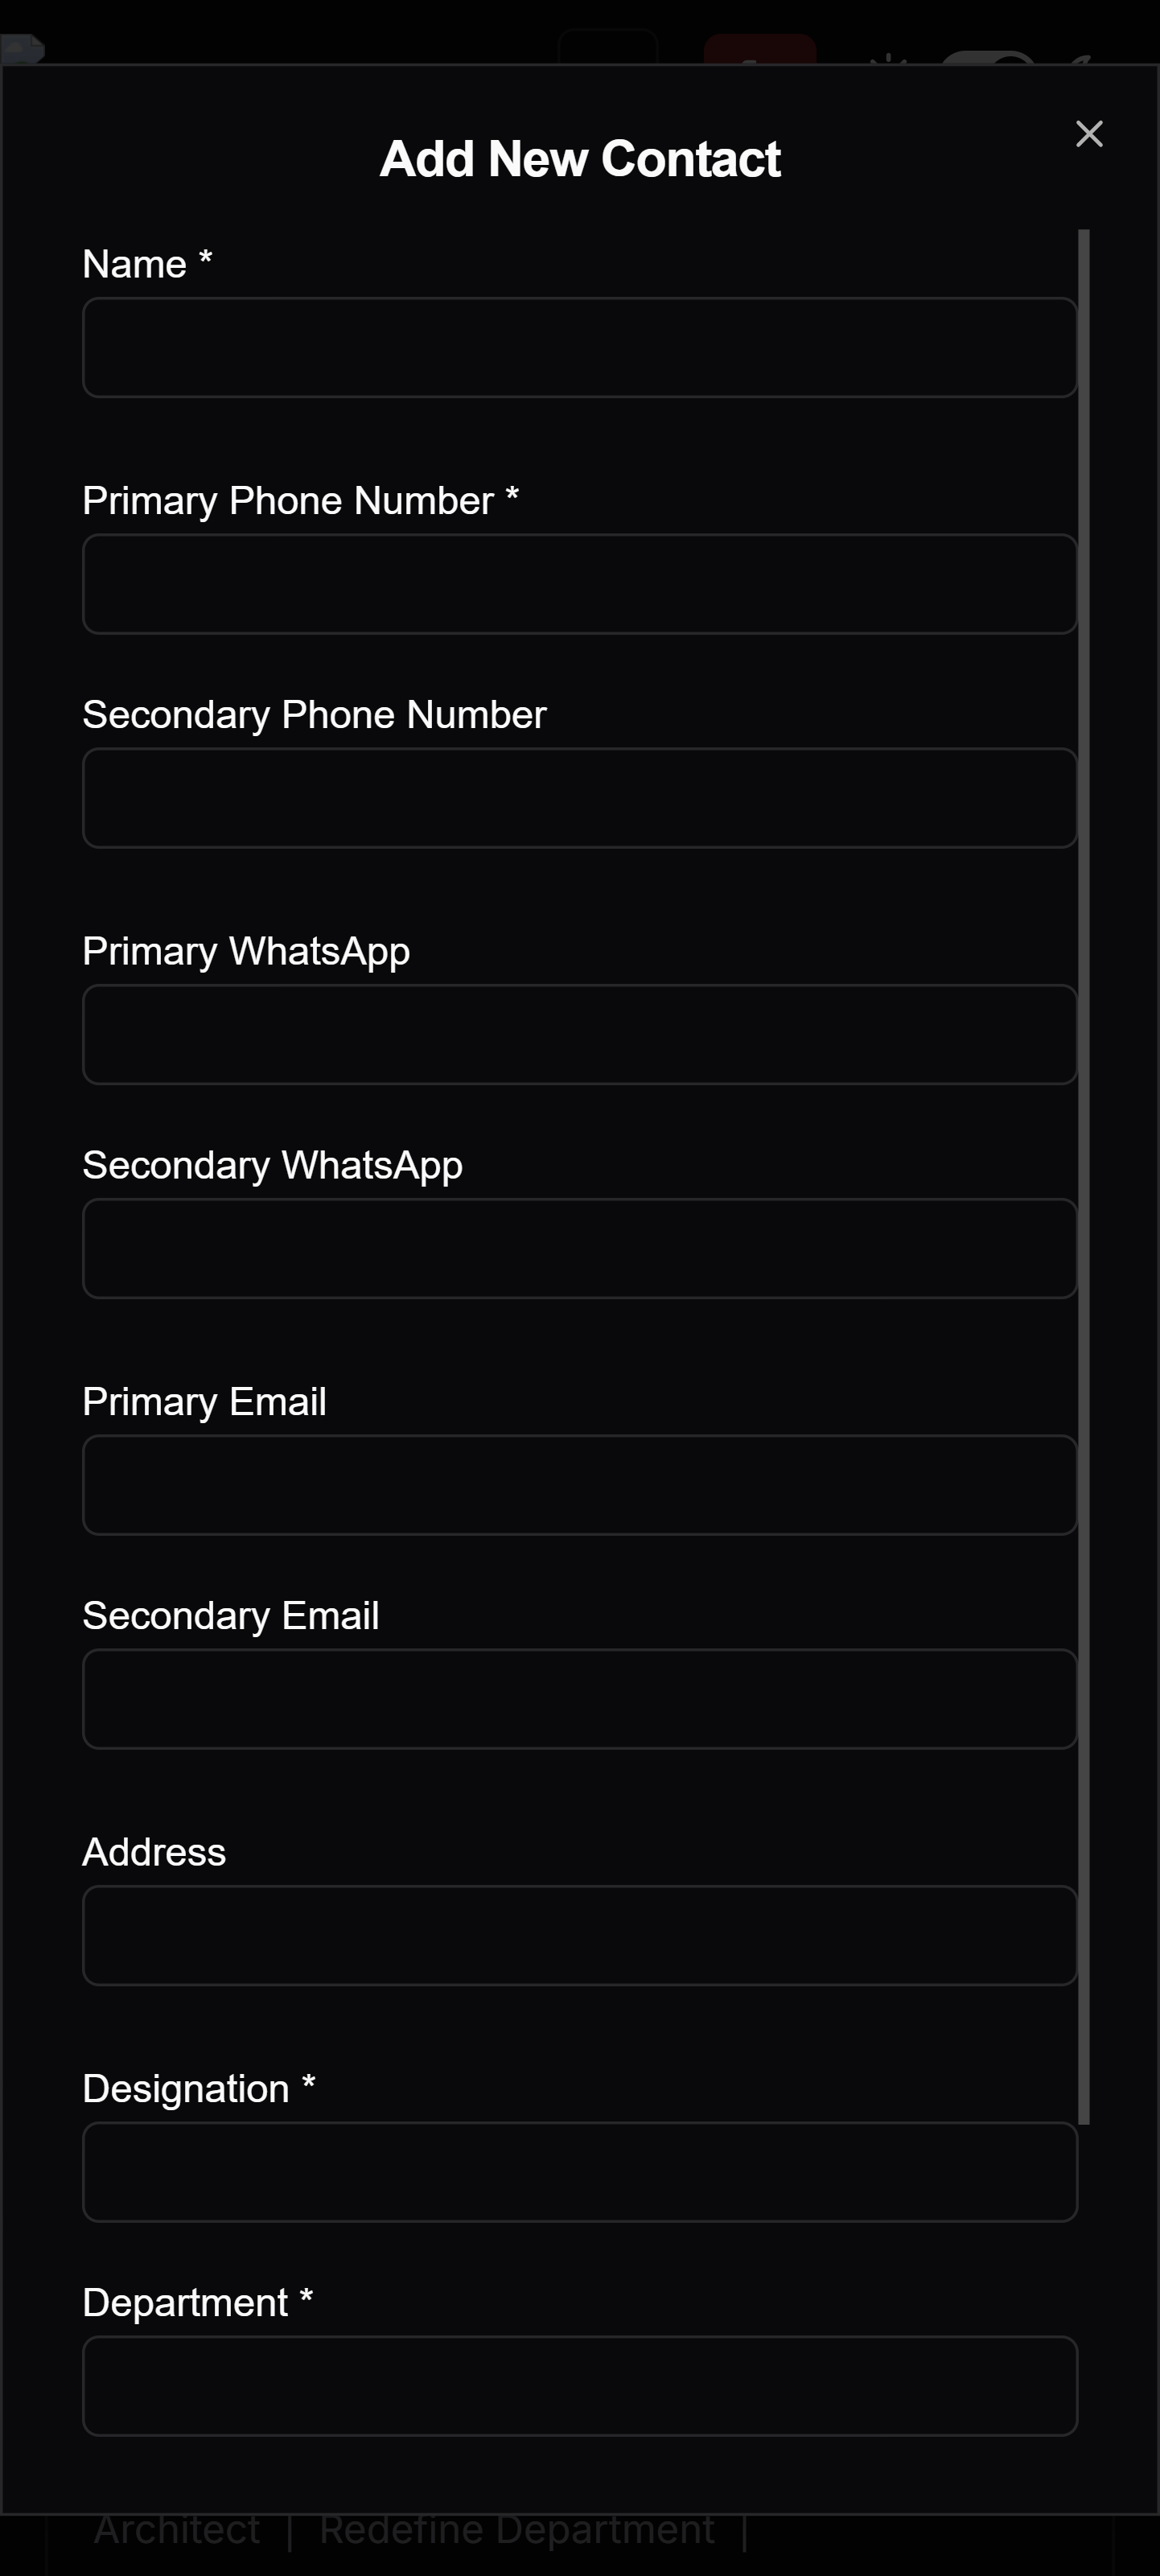 Add New Contact
Name *
Primary Phone Number *
Secondary Phone Number
Primary WhatsApp
Secondary WhatsApp
Primary Email
Secondary Email
Address
Designation *
Department *
Architect | Redefine Department |